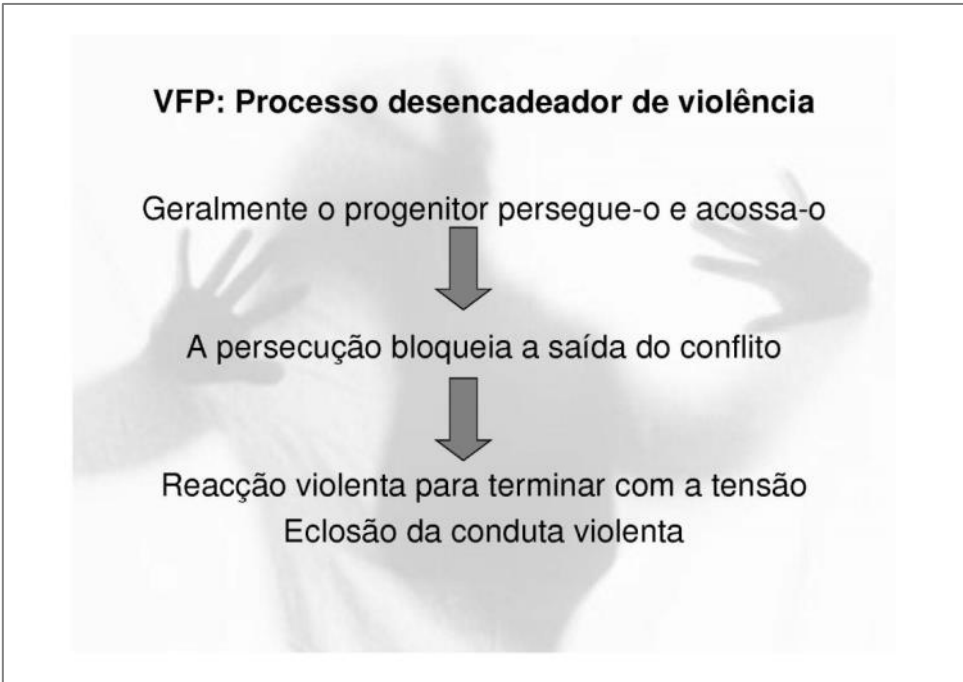 VFP: Processo desencadeador de violência
Geralmente o progenitor persegue-o e acossa-o
A persecução bloqueia a saída do conflito
Reacção violenta para terminar com a tensão
Eclosão da conduta violenta